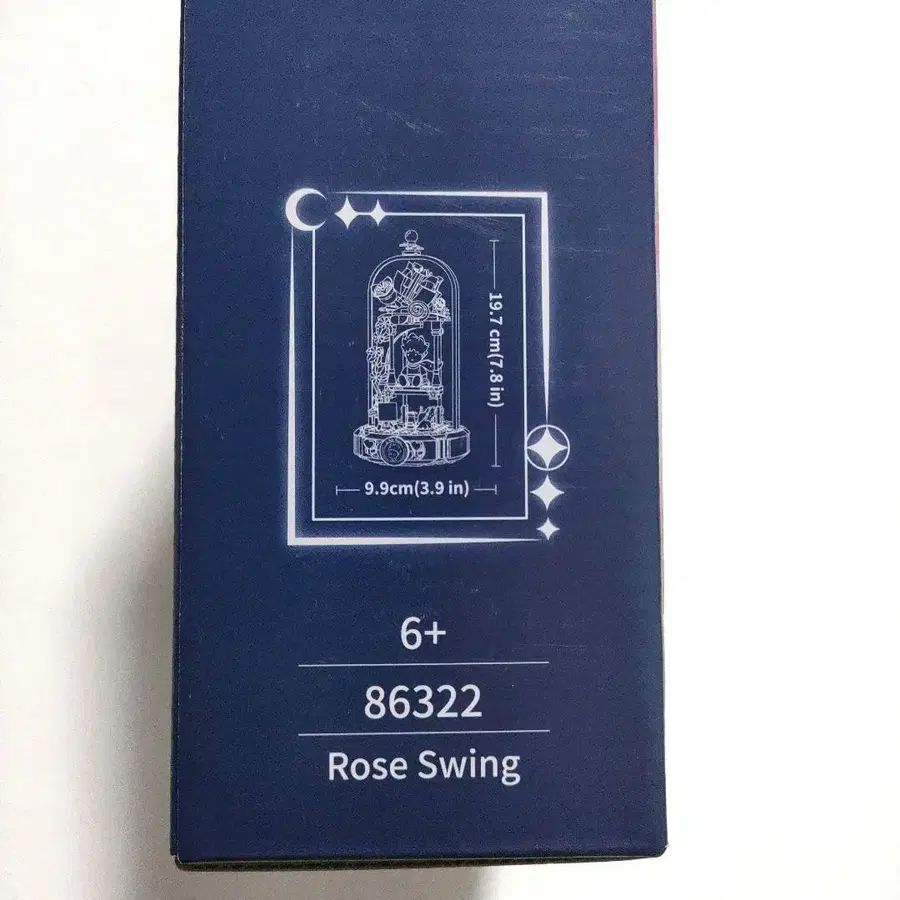 19.7 cm(7.8 in)
9.9cm(3.9 in)
6+
86322
Rose Swing